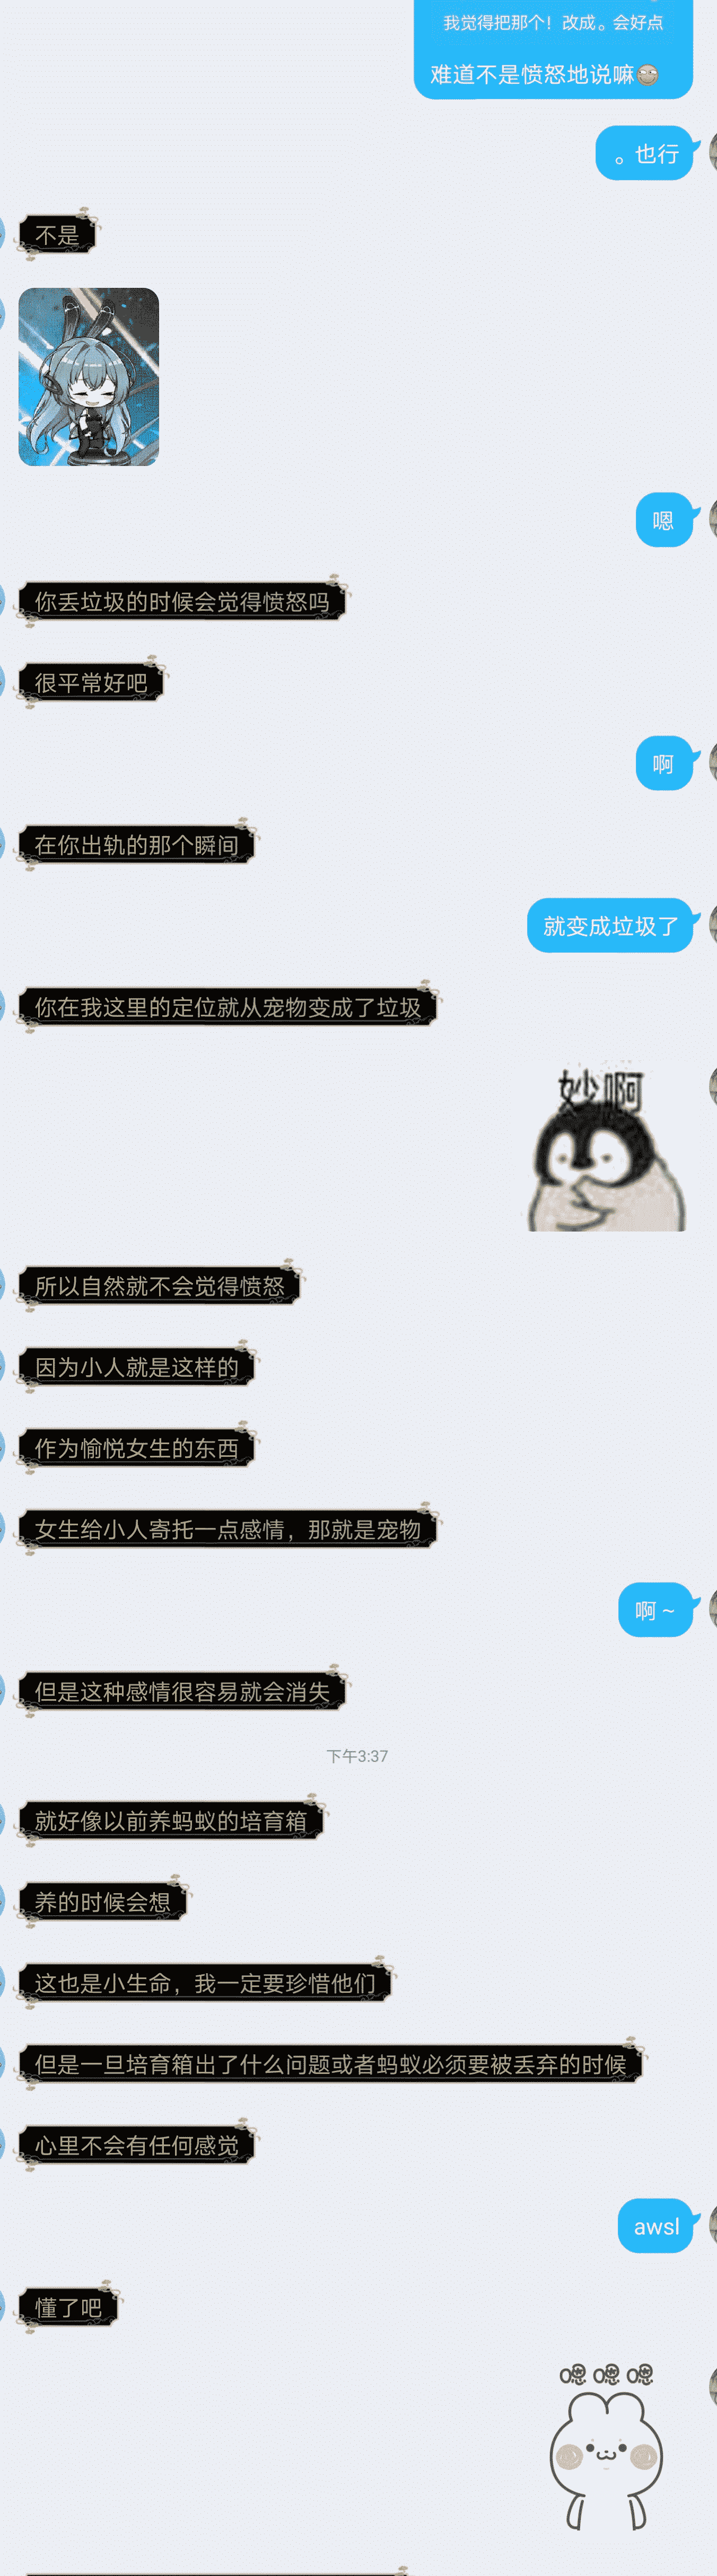 我觉得把那个！改成。会好点
难道不是愤怒地说嘛
。也行
不是
嗯
你丢垃圾的时候会觉得愤怒吗
很平常好吧
啊
在你出轨的那个瞬间
就变成垃圾了
你在我这里的定位就从宠物变成了垃圾
妙啊
所以自然就不会觉得愤怒
因为小人就是这样的
作为愉悦女生的东西
女生给小人寄托一点感情，那就是宠物
啊～
但是这种感情很容易就会消失
下午3:37
就好像以前养蚂蚁的培育箱
养的时候会想
这也是小生命，我一定要珍惜他们
但是一旦培育箱出了什么问题或者蚂蚁必须要被丢弃的时候
心里不会有任何感觉
awsl
懂了吧
嗯嗯嗯